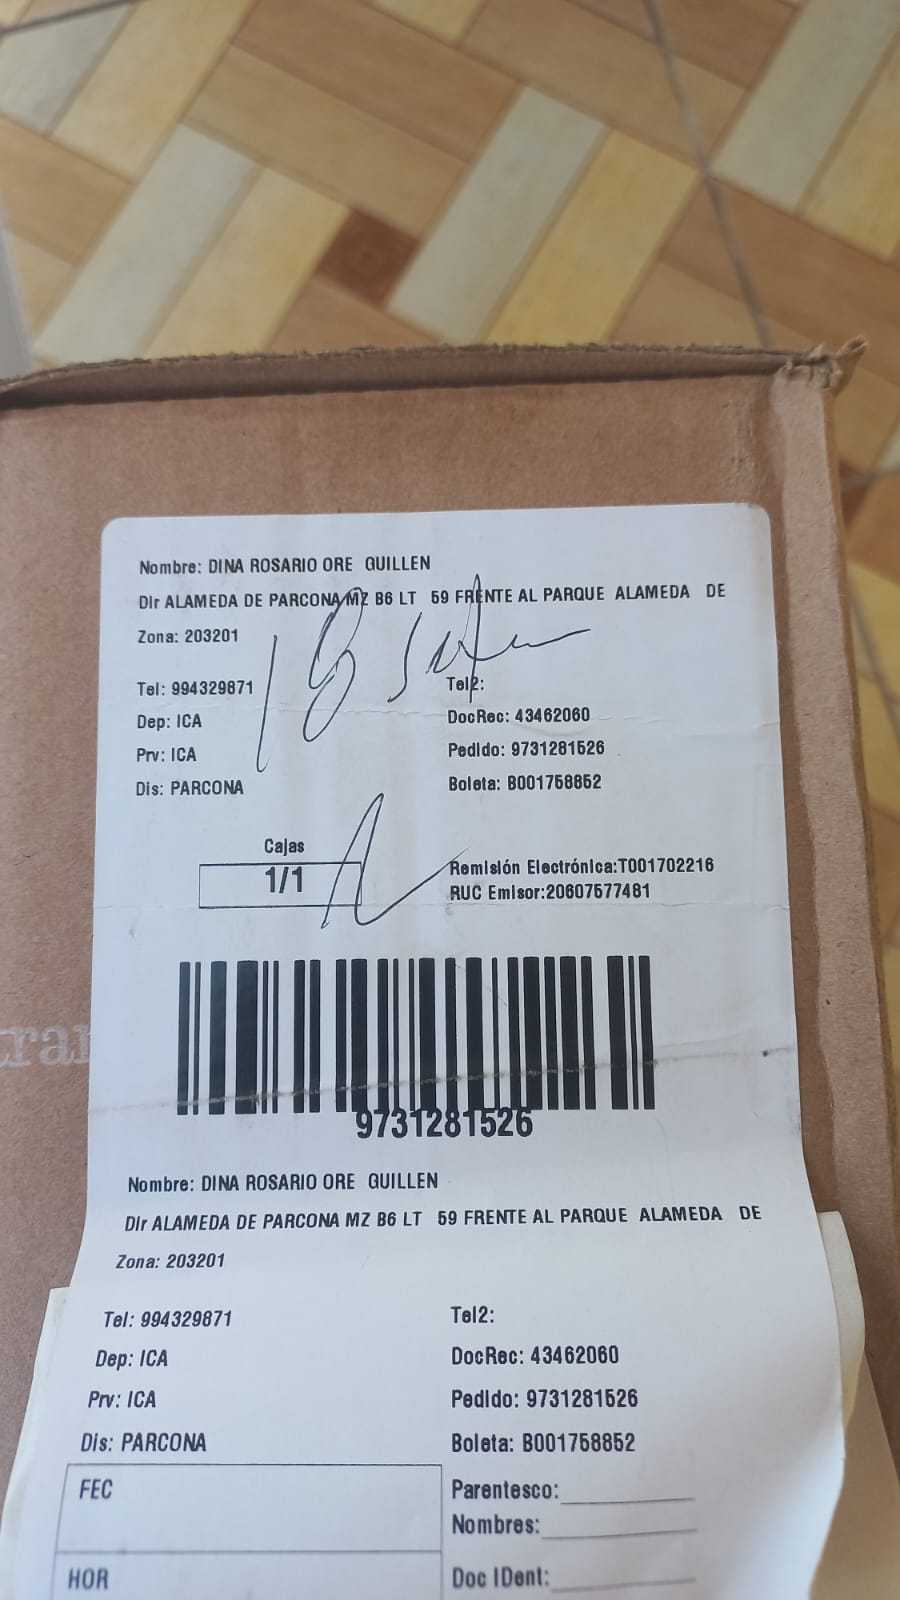 Nombre: DINA ROSARIO ORE GUILLEN
Dir ALAMEDA DE PARCONA MZ B6 LT 59 FRENTE AL PARQUE ALAMEDA DE
Zona: 203201
Tel: 994329871 Tel2:
Dep: ICA DocRec: 43462060
Prv: ICA Pedido: 9731281526
Dis: PARCONA Boleta: B001758852
Cajas
1/1
Remisión Electrónica:T001702216
RUC Emisor:20607577481
9731281526
Nombre: DINA ROSARIO ORE GUILLEN
Dir ALAMEDA DE PARCONA MZ B6 LT 59 FRENTE AL PARQUE ALAMEDA DE
Zona: 203201
Tel: 994329871 Tel2:
Dep: ICA DocRec: 43462060
Prv: ICA Pedido: 9731281526
Dis: PARCONA Boleta: B001758852
FEC Parentesco:
Nombres:
HOR Doc IDent: